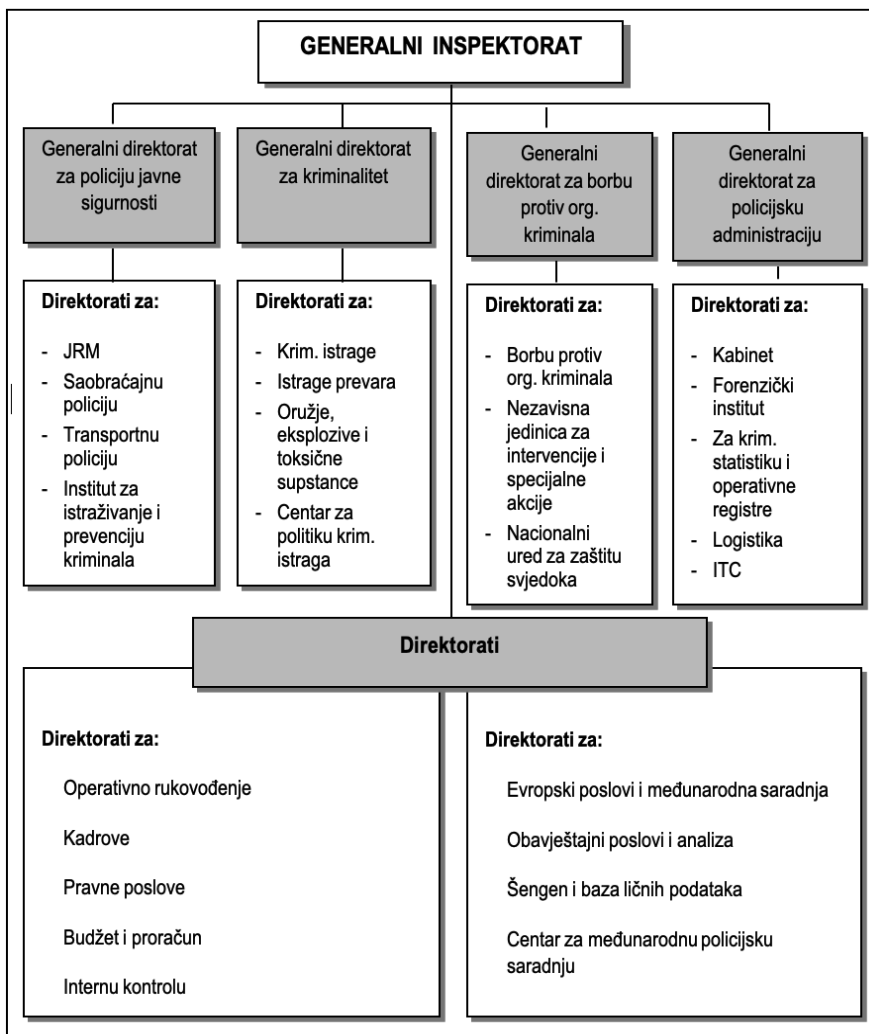 GENERALNI INSPEKTORAT
Generalni direktorat
za policiju javne
sigurnosti
Generalni direktorat
za kriminalitet
Generalni
direktorat za borbu
protiv org.
kriminala
Generalni
direktorat za
policijsku
administraciju
Direktorati za:
- JRM
- Saobraćajnu
policiju
- Transportnu
policiju
- Institut za
istraživanje i
prevenciju
kriminala
Direktorati za:
- Krim. istrage
- Istrage prevara
- Oružje,
eksplozive i
toksične
supstance
- Centar za
politiku krim.
istraga
Direktorati za:
- Borbu protiv
org. kriminala
- Nezavisna
jedinica za
intervencije i
specijalne
akcije
- Nacionalni
ured za zaštitu
svjedoka
Direktorati za:
- Kabinet
- Forenzički
institut
- Za krim.
statistiku i
operativne
registre
- Logistika
- ITC
Direktorati
Direktorati za:
Operativno rukovođenje
Kadrove
Pravne poslove
Budžet i proračun
Internu kontrolu
Direktorati za:
Evropski poslovi i međunarodna saradnja
Obavještajni poslovi i analiza
Šengen i baza ličnih podataka
Centar za međunarodnu policijsku
saradnju